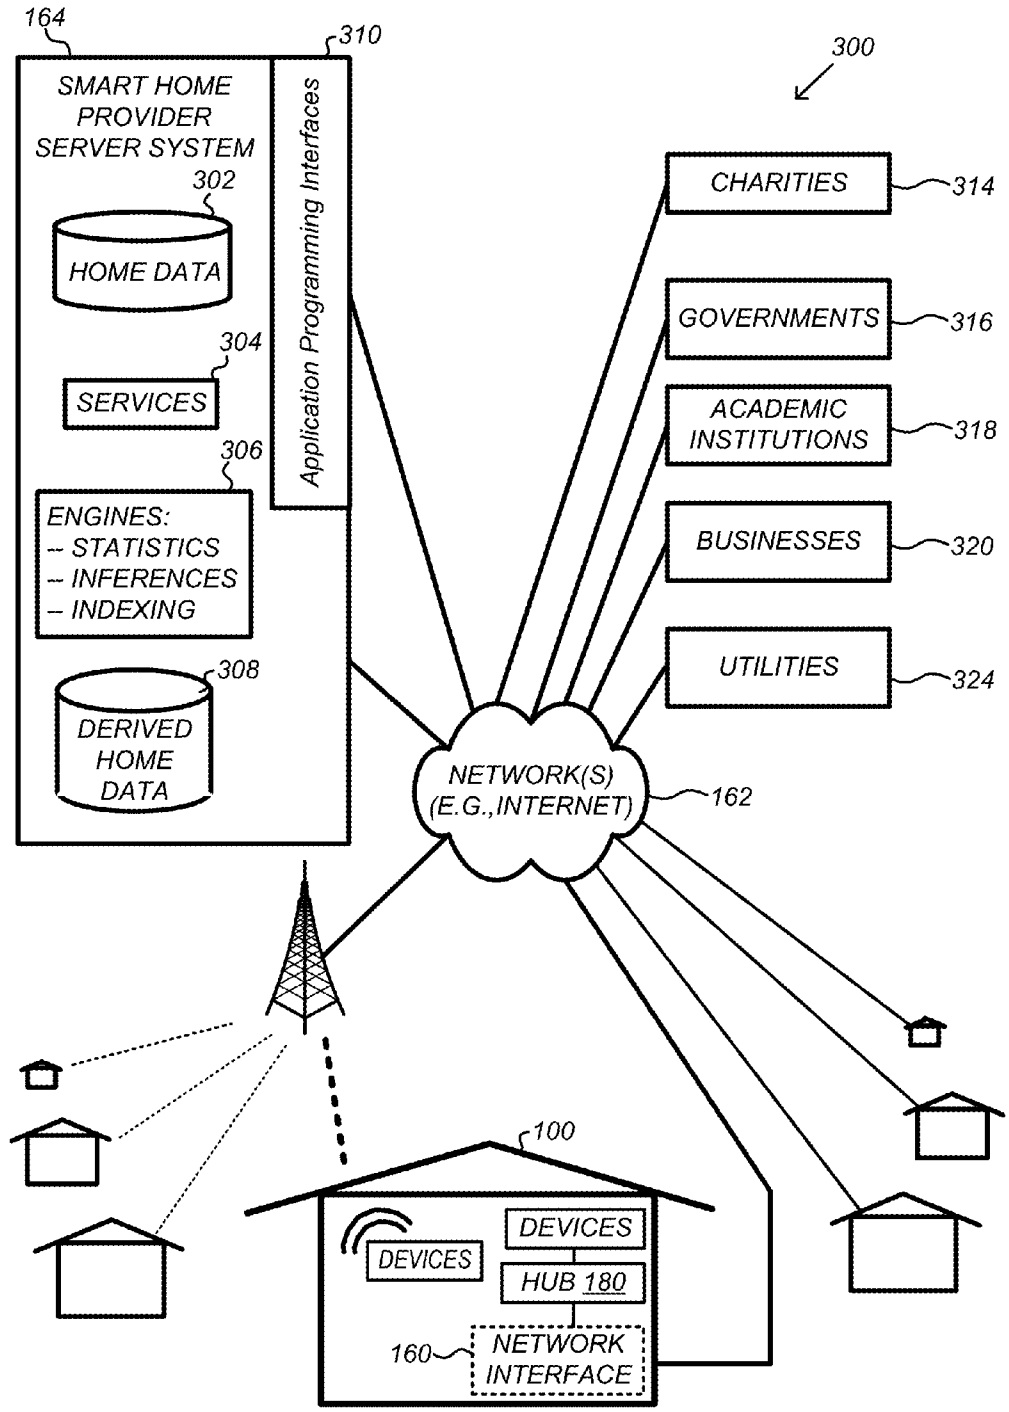 164
310
300
SMART HOME
PROVIDER
SERVER SYSTEM
Application Programming Interfaces
302
HOME DATA
304
SERVICES
306
ENGINES:
-- STATISTICS
-- INFERENCES
-- INDEXING
308
DERIVED
HOME
DATA
CHARITIES
314
GOVERNMENTS
316
ACADEMIC
INSTITUTIONS
318
BUSINESSES
320
UTILITIES
324
NETWORK(S)
(E.G.,INTERNET)
162
100
DEVICES
DEVICES
HUB 180
160
NETWORK
INTERFACE